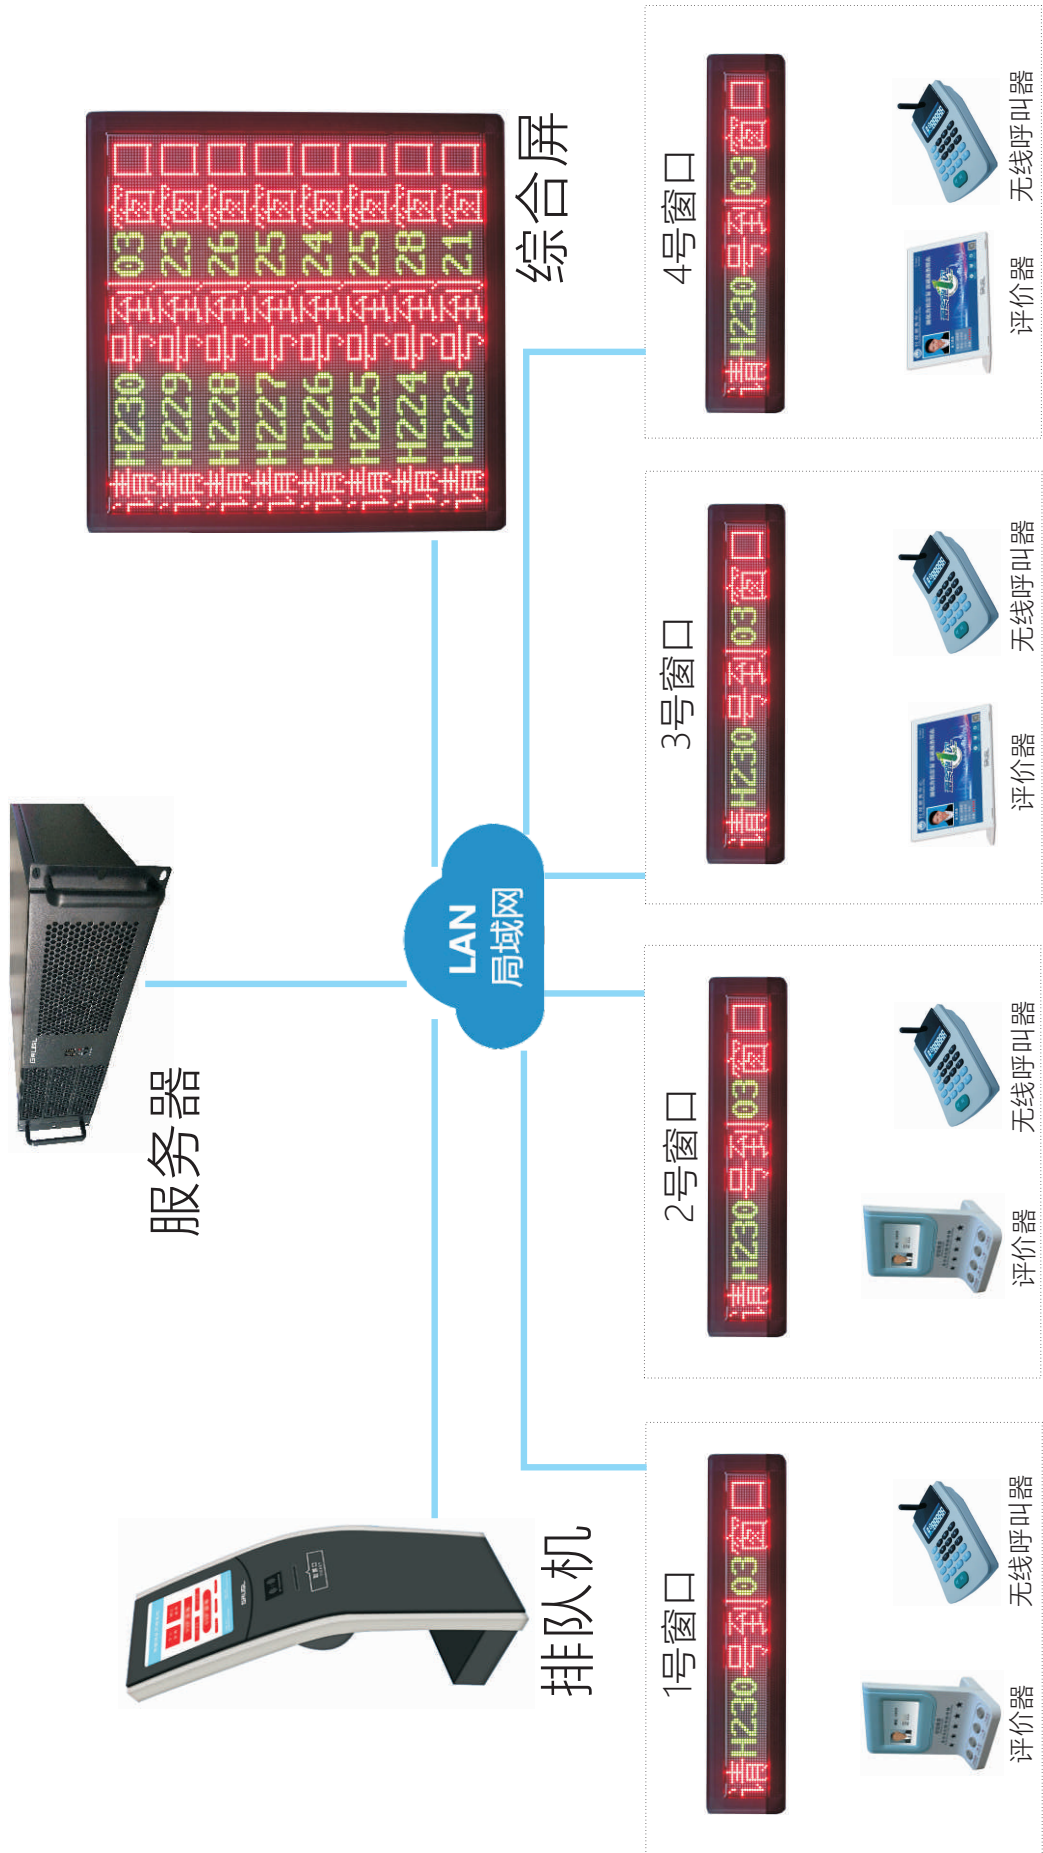 服务器
排队机
综合屏
请H230号到03窗口
请H229号到23窗口
请H228号到26窗口
请H227号到25窗口
请H226号到24窗口
请H225号到25窗口
请H224号到28窗口
请H223号到21窗口
LAN
局域网
1号窗口
请H230号到03窗口
评价器
无线呼叫器
2号窗口
请H230号到03窗口
评价器
无线呼叫器
3号窗口
请H230号到03窗口
评价器
无线呼叫器
4号窗口
请H230号到03窗口
评价器
无线呼叫器